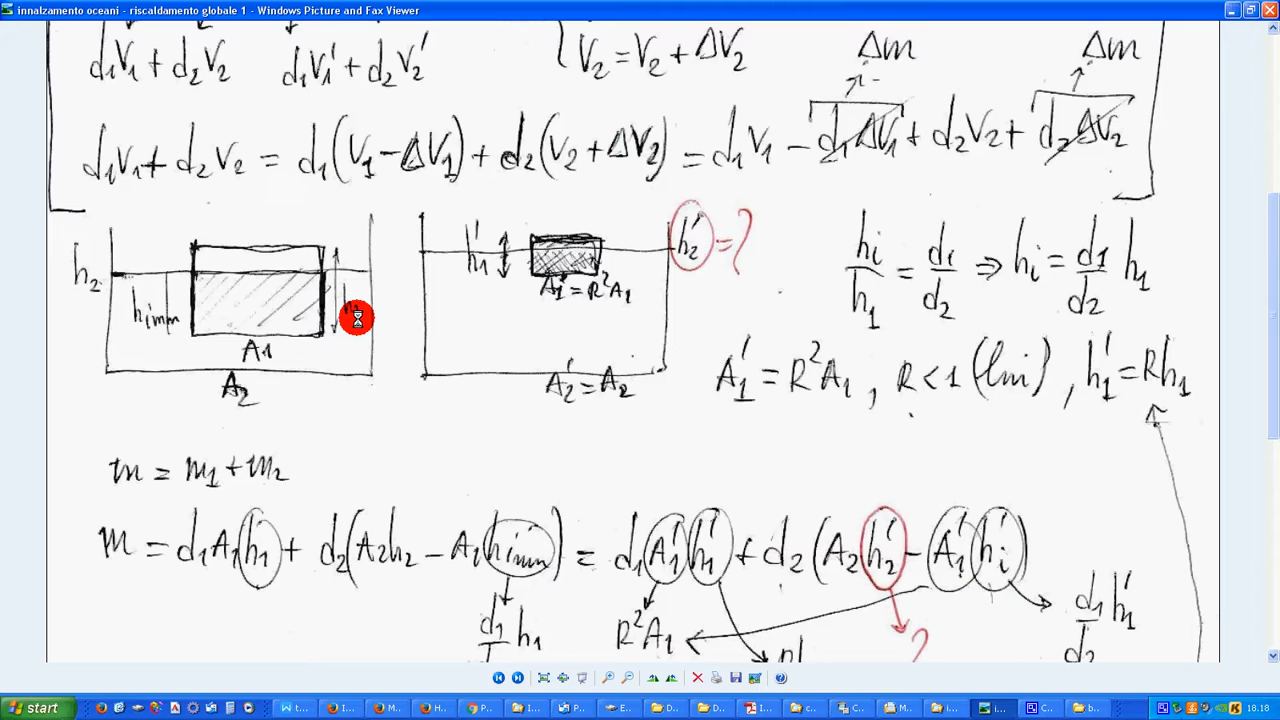 innalzamento oceani - riscaldamento globale 1 - Windows Picture and Fax Viewer
d₁V₁ + d₂V₂ d₁V₁' + d₂V₂' V₂ = V₂ + ΔV₂ Δm Δm
d₁V₁ + d₂V₂ = d₁(V₁ - ΔV₁) + d₂(V₂ + ΔV₂) = d₁V₁ - d₁ΔV₁ + d₂V₂ + d₂ΔV₂
h₂ himm A1 A₂
h₁' A₁' = R²A₁ A₂' = A₂ h₂' = ?
hi/h₁ = d₁/d₂ ⇒ hi = d1/d₂ h₁
A₁' = R²A₁, R < 1 (lin), h₁' = Rh₁
m = m₁ + m₂
m = d₁A₁h₁ + d₂(A₂h₂ - A₁himm) = d₁A₁'h₁' + d₂(A₂h₂' - A₁'hi')
d₁/ h₁ R²A₁ ? d₁/d₂ h₁'
start
18.18